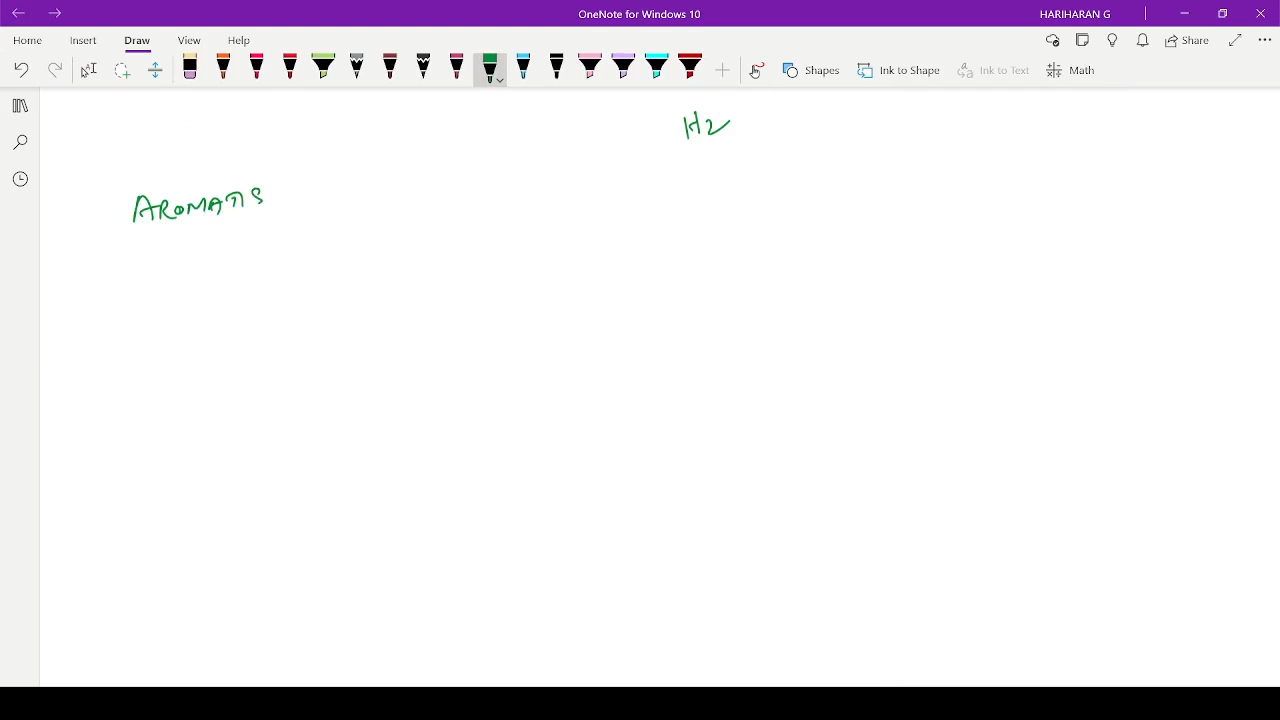 OneNote for Windows 10
HARIHARAN G
Home Insert Draw View Help
Share
Shapes Ink to Shape Ink to Text Math
H2
AROMATIS